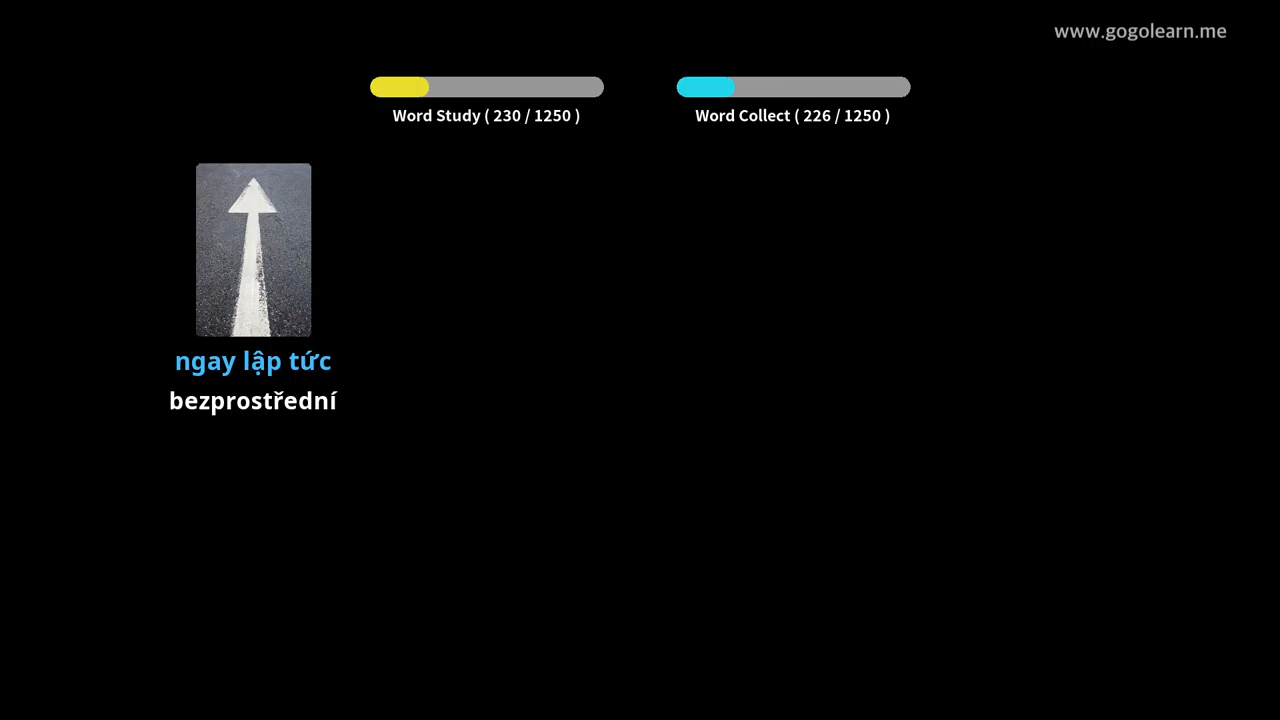 www.gogolearn.me
Word Study ( 230 / 1250 )
Word Collect ( 226 / 1250 )
ngay lập tức
bezprostřední